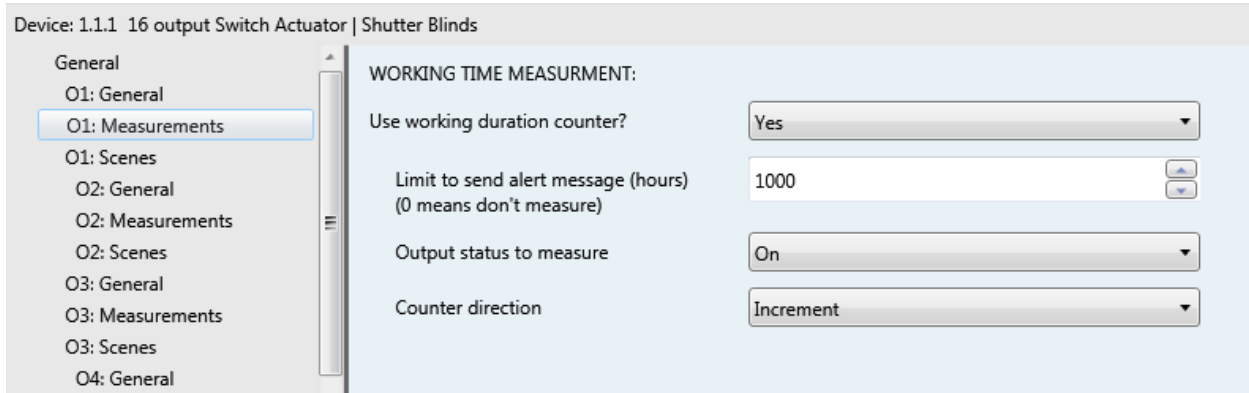 Device: 1.1.1 16 output Switch Actuator | Shutter Blinds
General
O1: General
O1: Measurements
O1: Scenes
O2: General
O2: Measurements
O2: Scenes
O3: General
O3: Measurements
O3: Scenes
O4: General
WORKING TIME MEASURMENT:
Use working duration counter?
Yes
Limit to send alert message (hours)
(0 means don't measure)
1000
Output status to measure
On
Counter direction
Increment